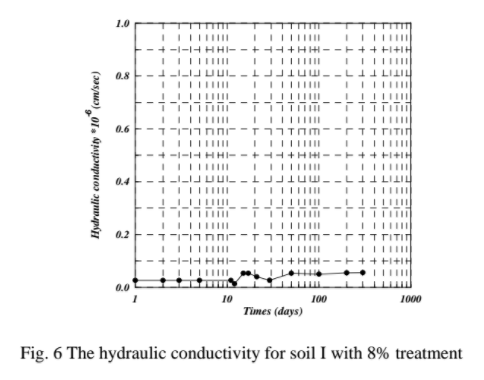 1.0
0.8
0.6
0.4
0.2
0.0
Hydraulic conductivity *10-6 (cm/sec)
1 10 100 1000
Times (days)
Fig. 6 The hydraulic conductivity for soil I with 8% treatment